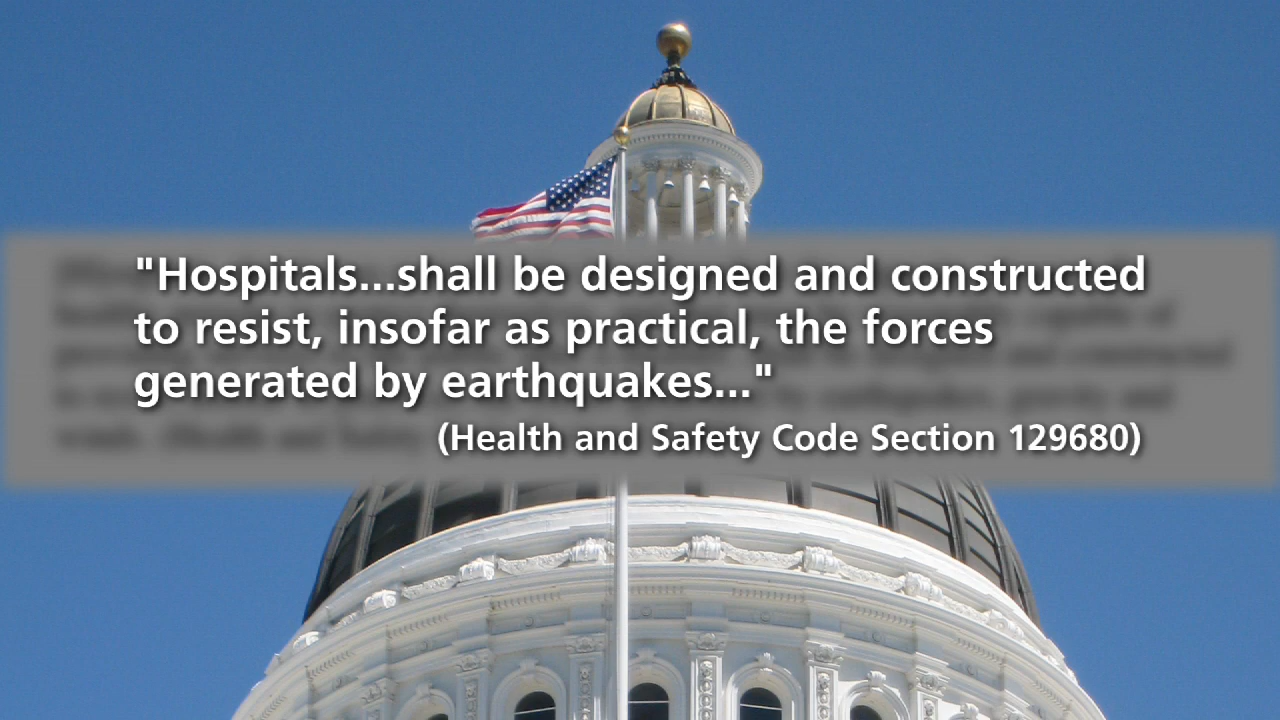 "Hospitals...shall be designed and constructed
to resist, insofar as practical, the forces
generated by earthquakes..."
(Health and Safety Code Section 129680)